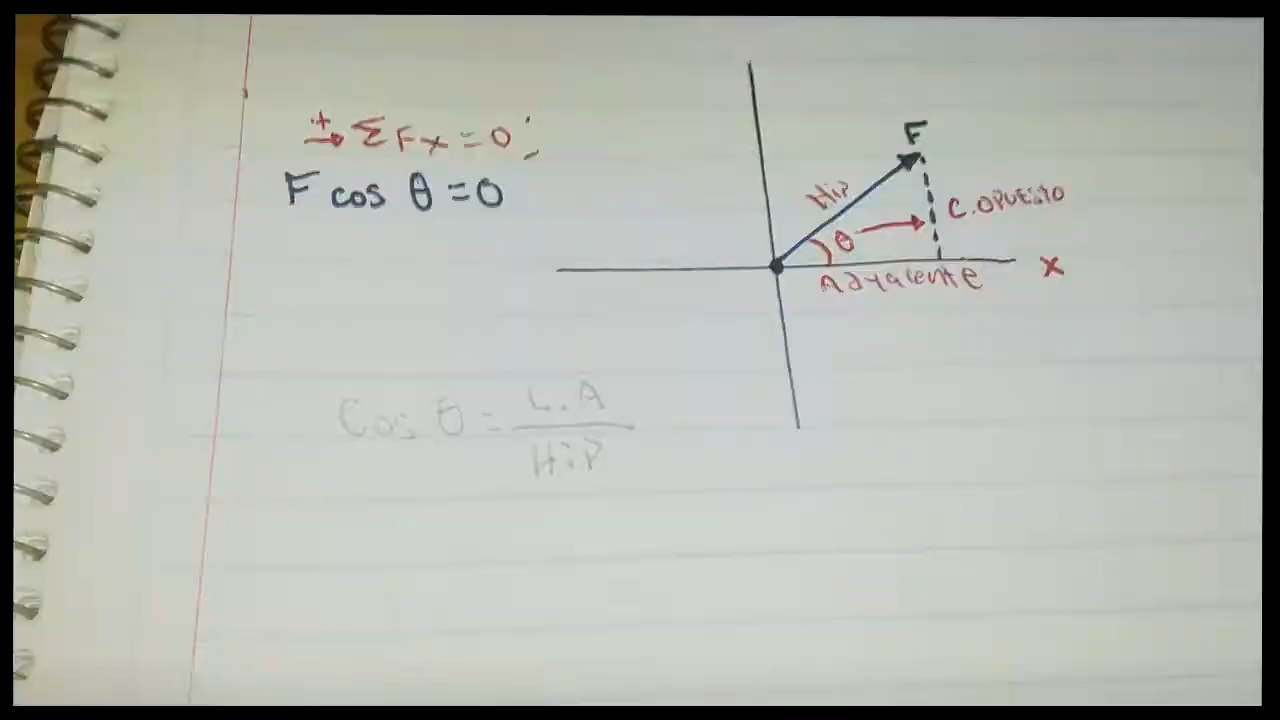 +→ ΣFx = 0 ;
F cos θ = 0
F
Hip
θ →
C. OPUESTO
Adyacente
x
Cos θ = C.A / Hip